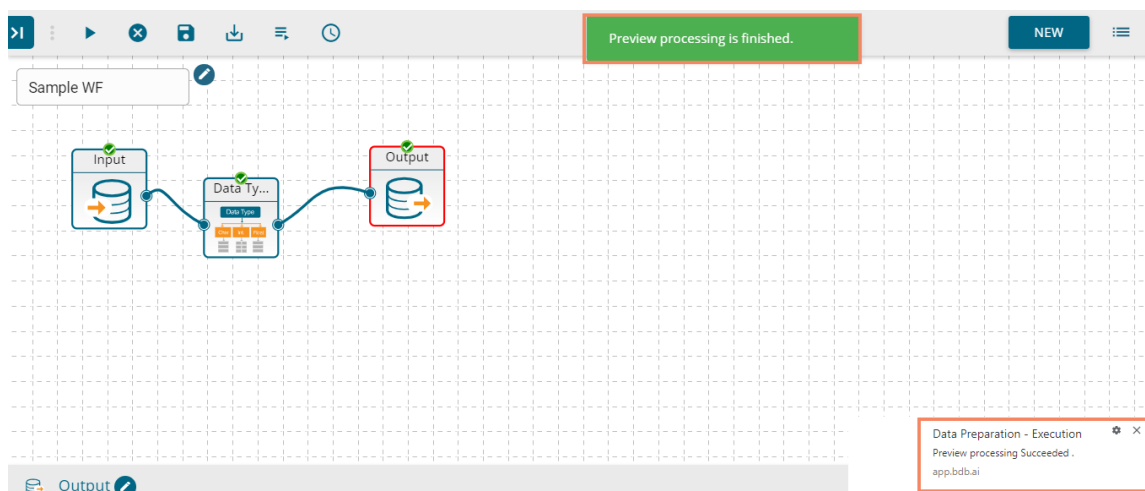 Preview processing is finished.
NEW
Sample WF
Input
Data Ty...
Data Type
Output
Data Preparation - Execution
Preview processing Succeeded .
app.bdb.ai
Output